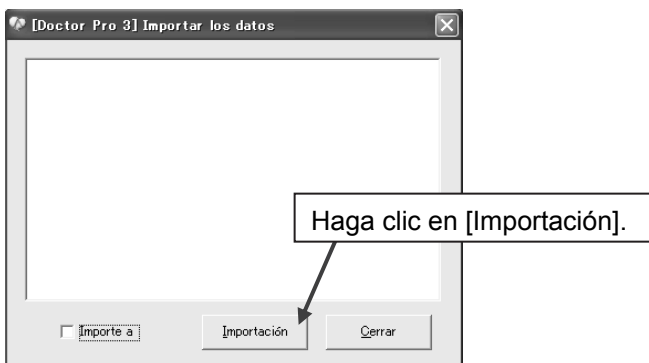 [Doctor Pro 3] Importar los datos
Haga clic en [Importación].
Importe a
Importación
Cerrar